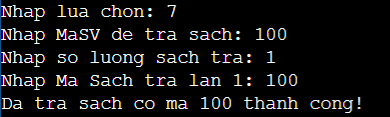 Nhap lua chon: 7
Nhap MaSV de tra sach: 100
Nhap so luong sach tra: 1
Nhap Ma Sach tra lan 1: 100
Da tra sach co ma 100 thanh cong!